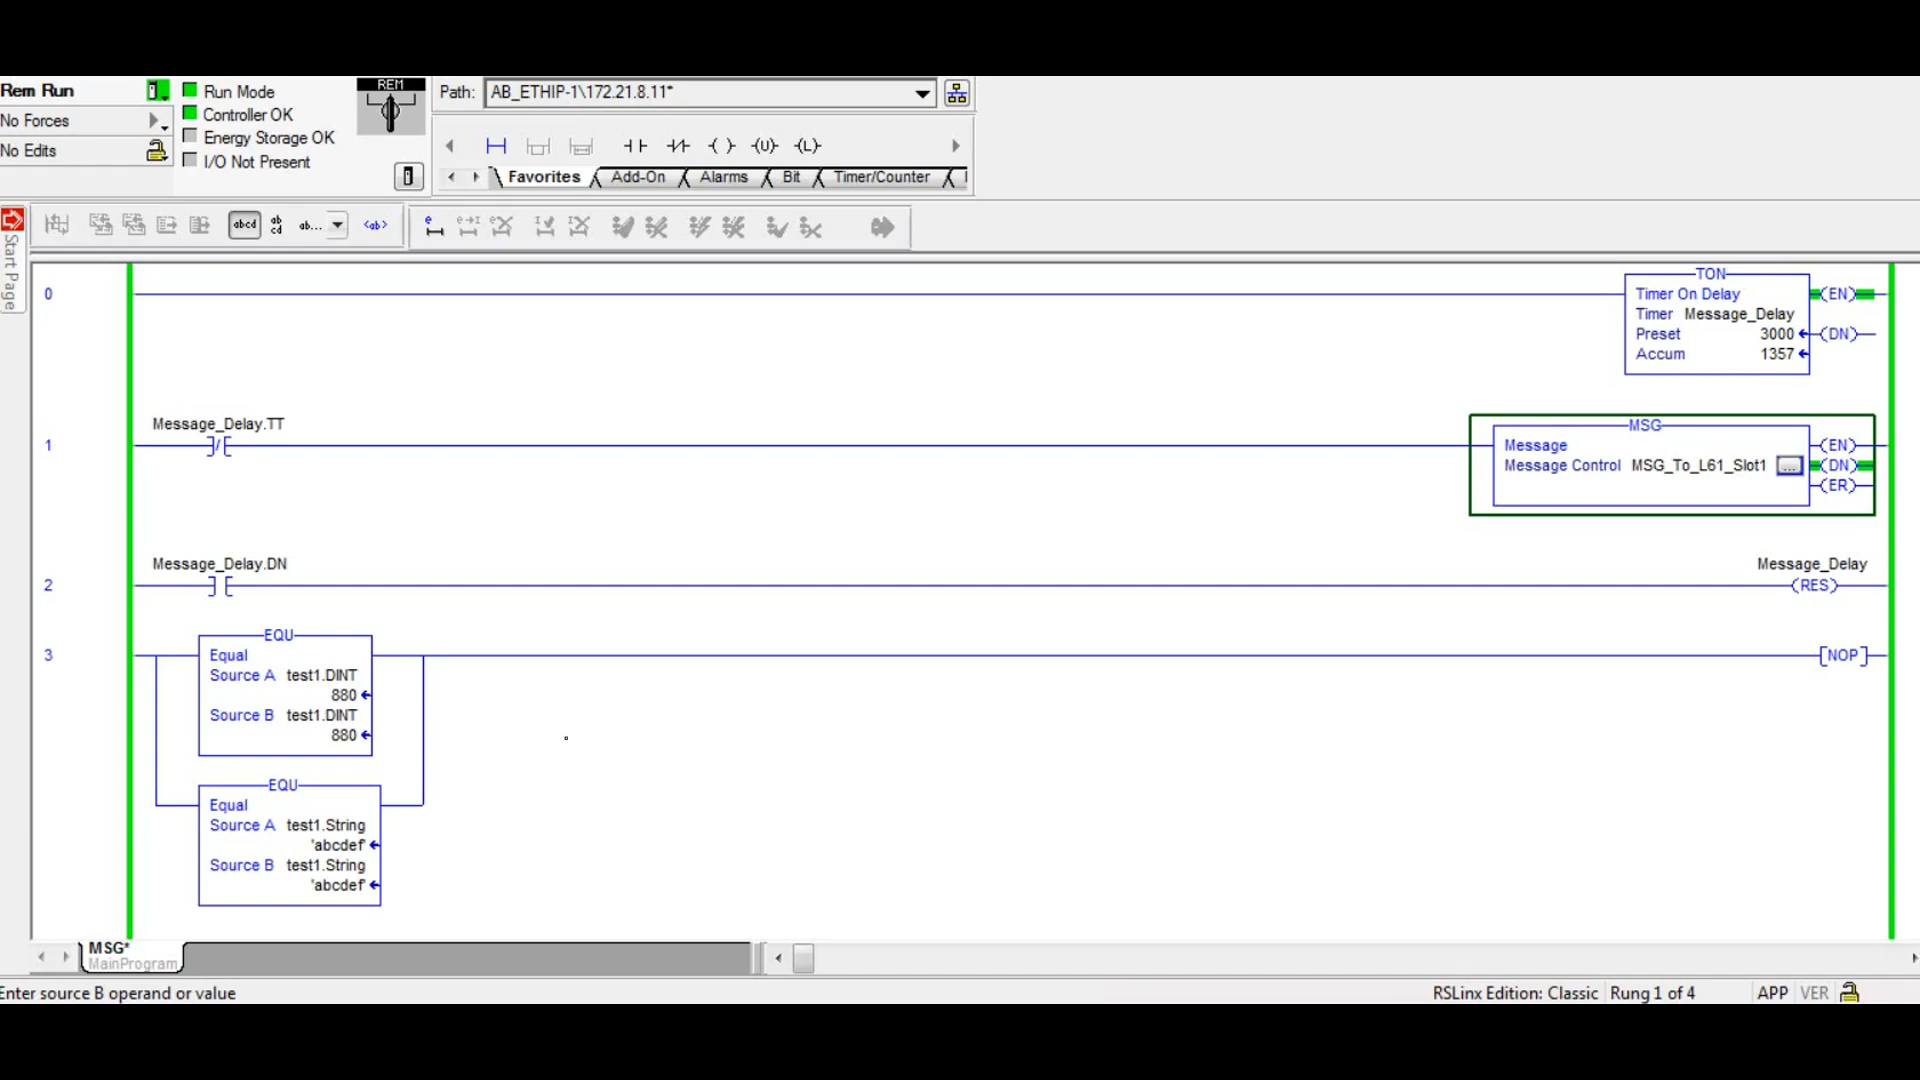 Rem Run
No Forces
No Edits
Run Mode
Controller OK
Energy Storage OK
I/O Not Present
REM
Path: AB_ETHIP-1\172.21.8.11*
Favorites Add-On Alarms Bit Timer/Counter
abcd ab cd ab... <ab>
Start Page
0
TON
Timer On Delay
Timer Message_Delay
Preset 3000
Accum 1357
(EN)
(DN)
Message_Delay.TT
1
MSG
Message
Message Control MSG_To_L61_Slot1 ...
(EN)
(DN)
(ER)
Message_Delay.DN
2
Message_Delay
(RES)
3
EQU
Equal
Source A test1.DINT
880
Source B test1.DINT
880
[NOP]
EQU
Equal
Source A test1.String
'abcdef'
Source B test1.String
'abcdef'
MSG*
MainProgram
Enter source B operand or value
RSLinx Edition: Classic Rung 1 of 4 APP VER